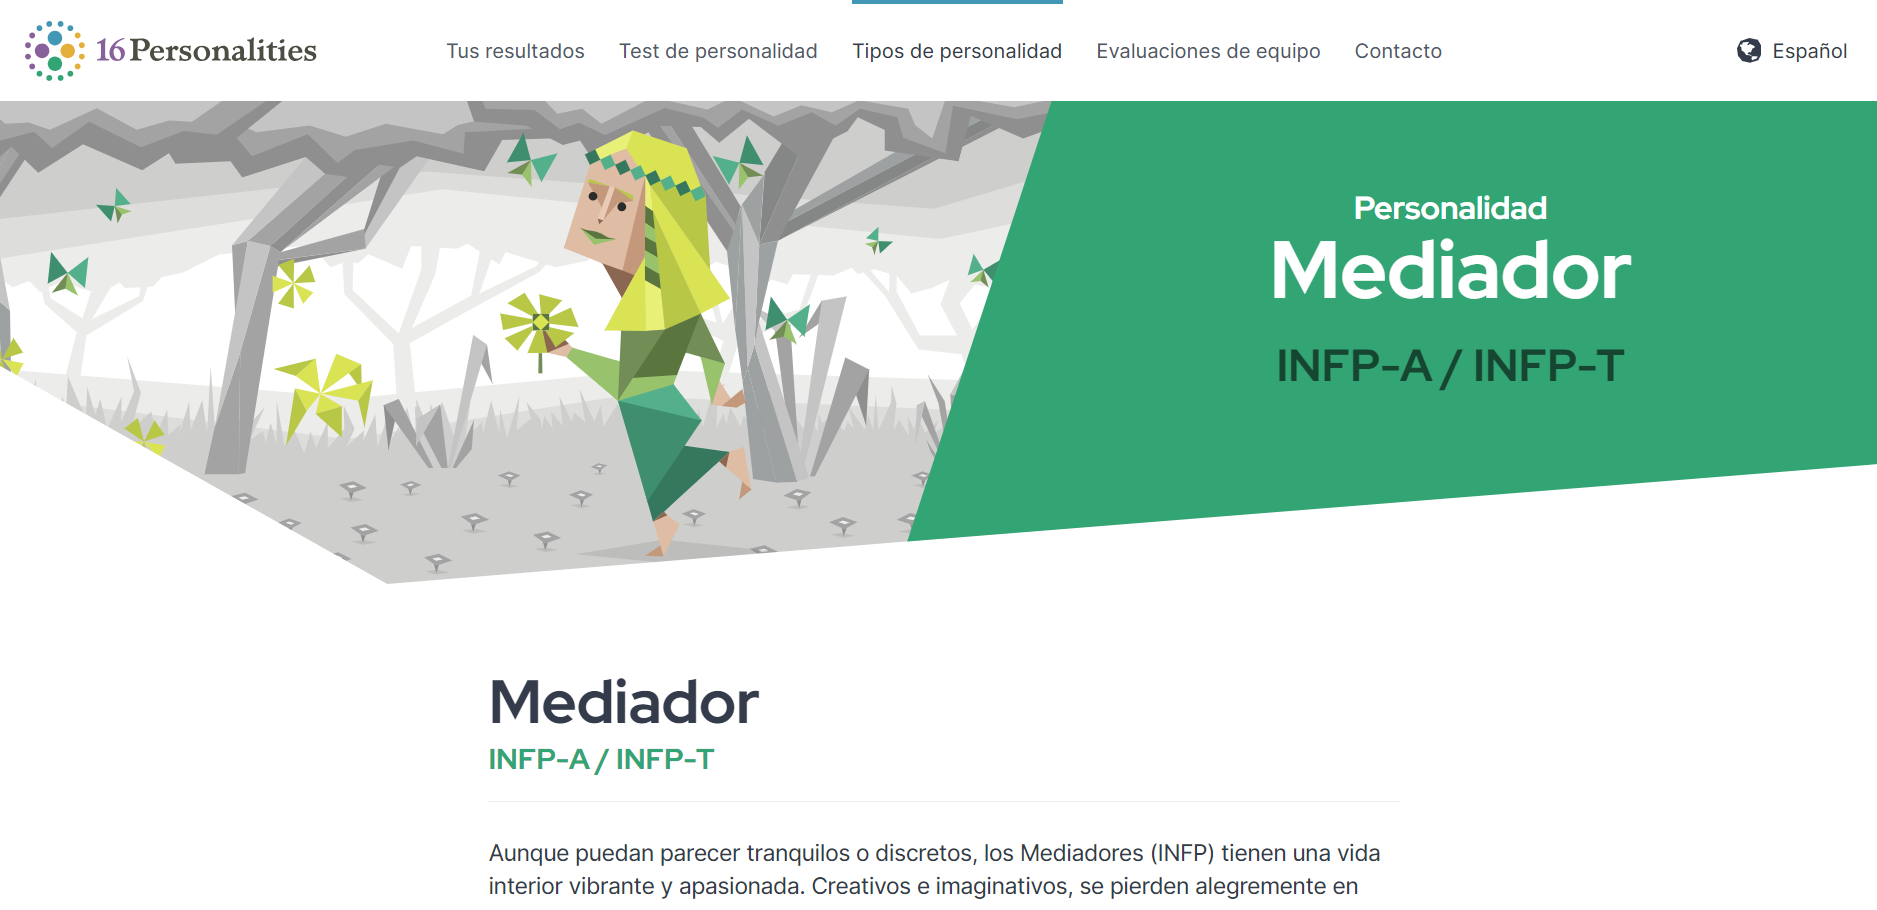 16Personalities
Tus resultados
Test de personalidad
Tipos de personalidad
Evaluaciones de equipo
Contacto
Español
Personalidad
Mediador
INFP-A / INFP-T
Mediador
INFP-A / INFP-T
Aunque puedan parecer tranquilos o discretos, los Mediadores (INFP) tienen una vida
interior vibrante y apasionada. Creativos e imaginativos, se pierden alegremente en